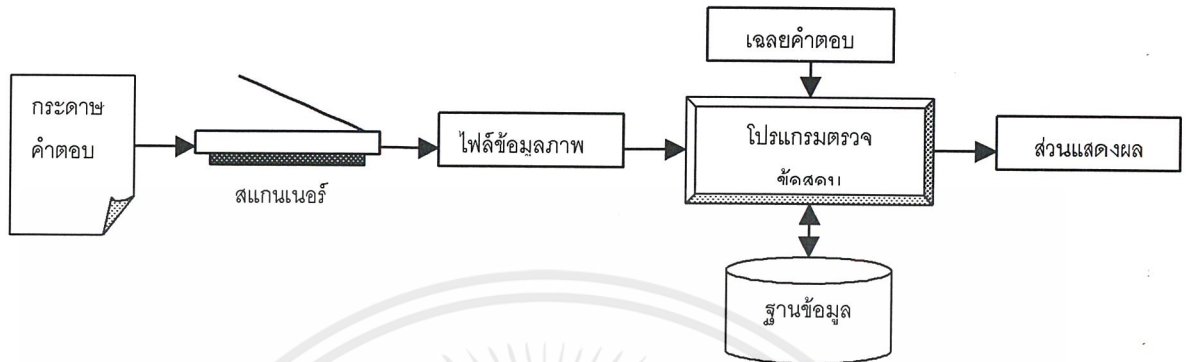 เฉลยคำตอบ
กระดาษ
คำตอบ
สแกนเนอร์
ไฟล์ข้อมูลภาพ
โปรแกรมตรวจ
ข้อสอบ
ส่วนแสดงผล
ฐานข้อมูล